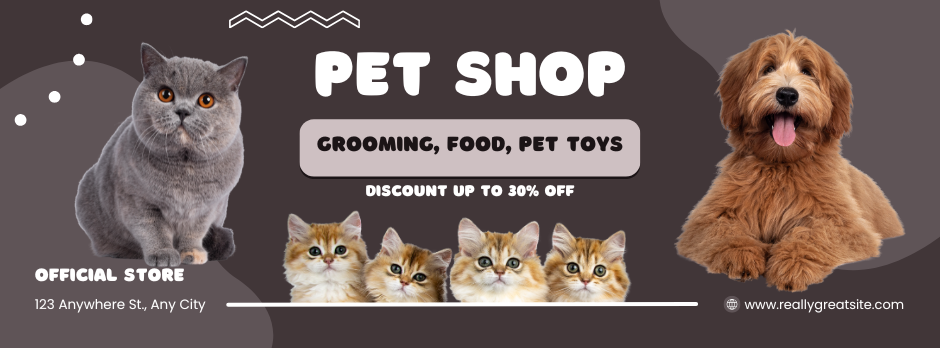 PET SHOP
GROOMING, FOOD, PET TOYS
DISCOUNT UP TO 30% OFF
OFFICIAL STORE
123 Anywhere St., Any City
www.reallygreatsite.com